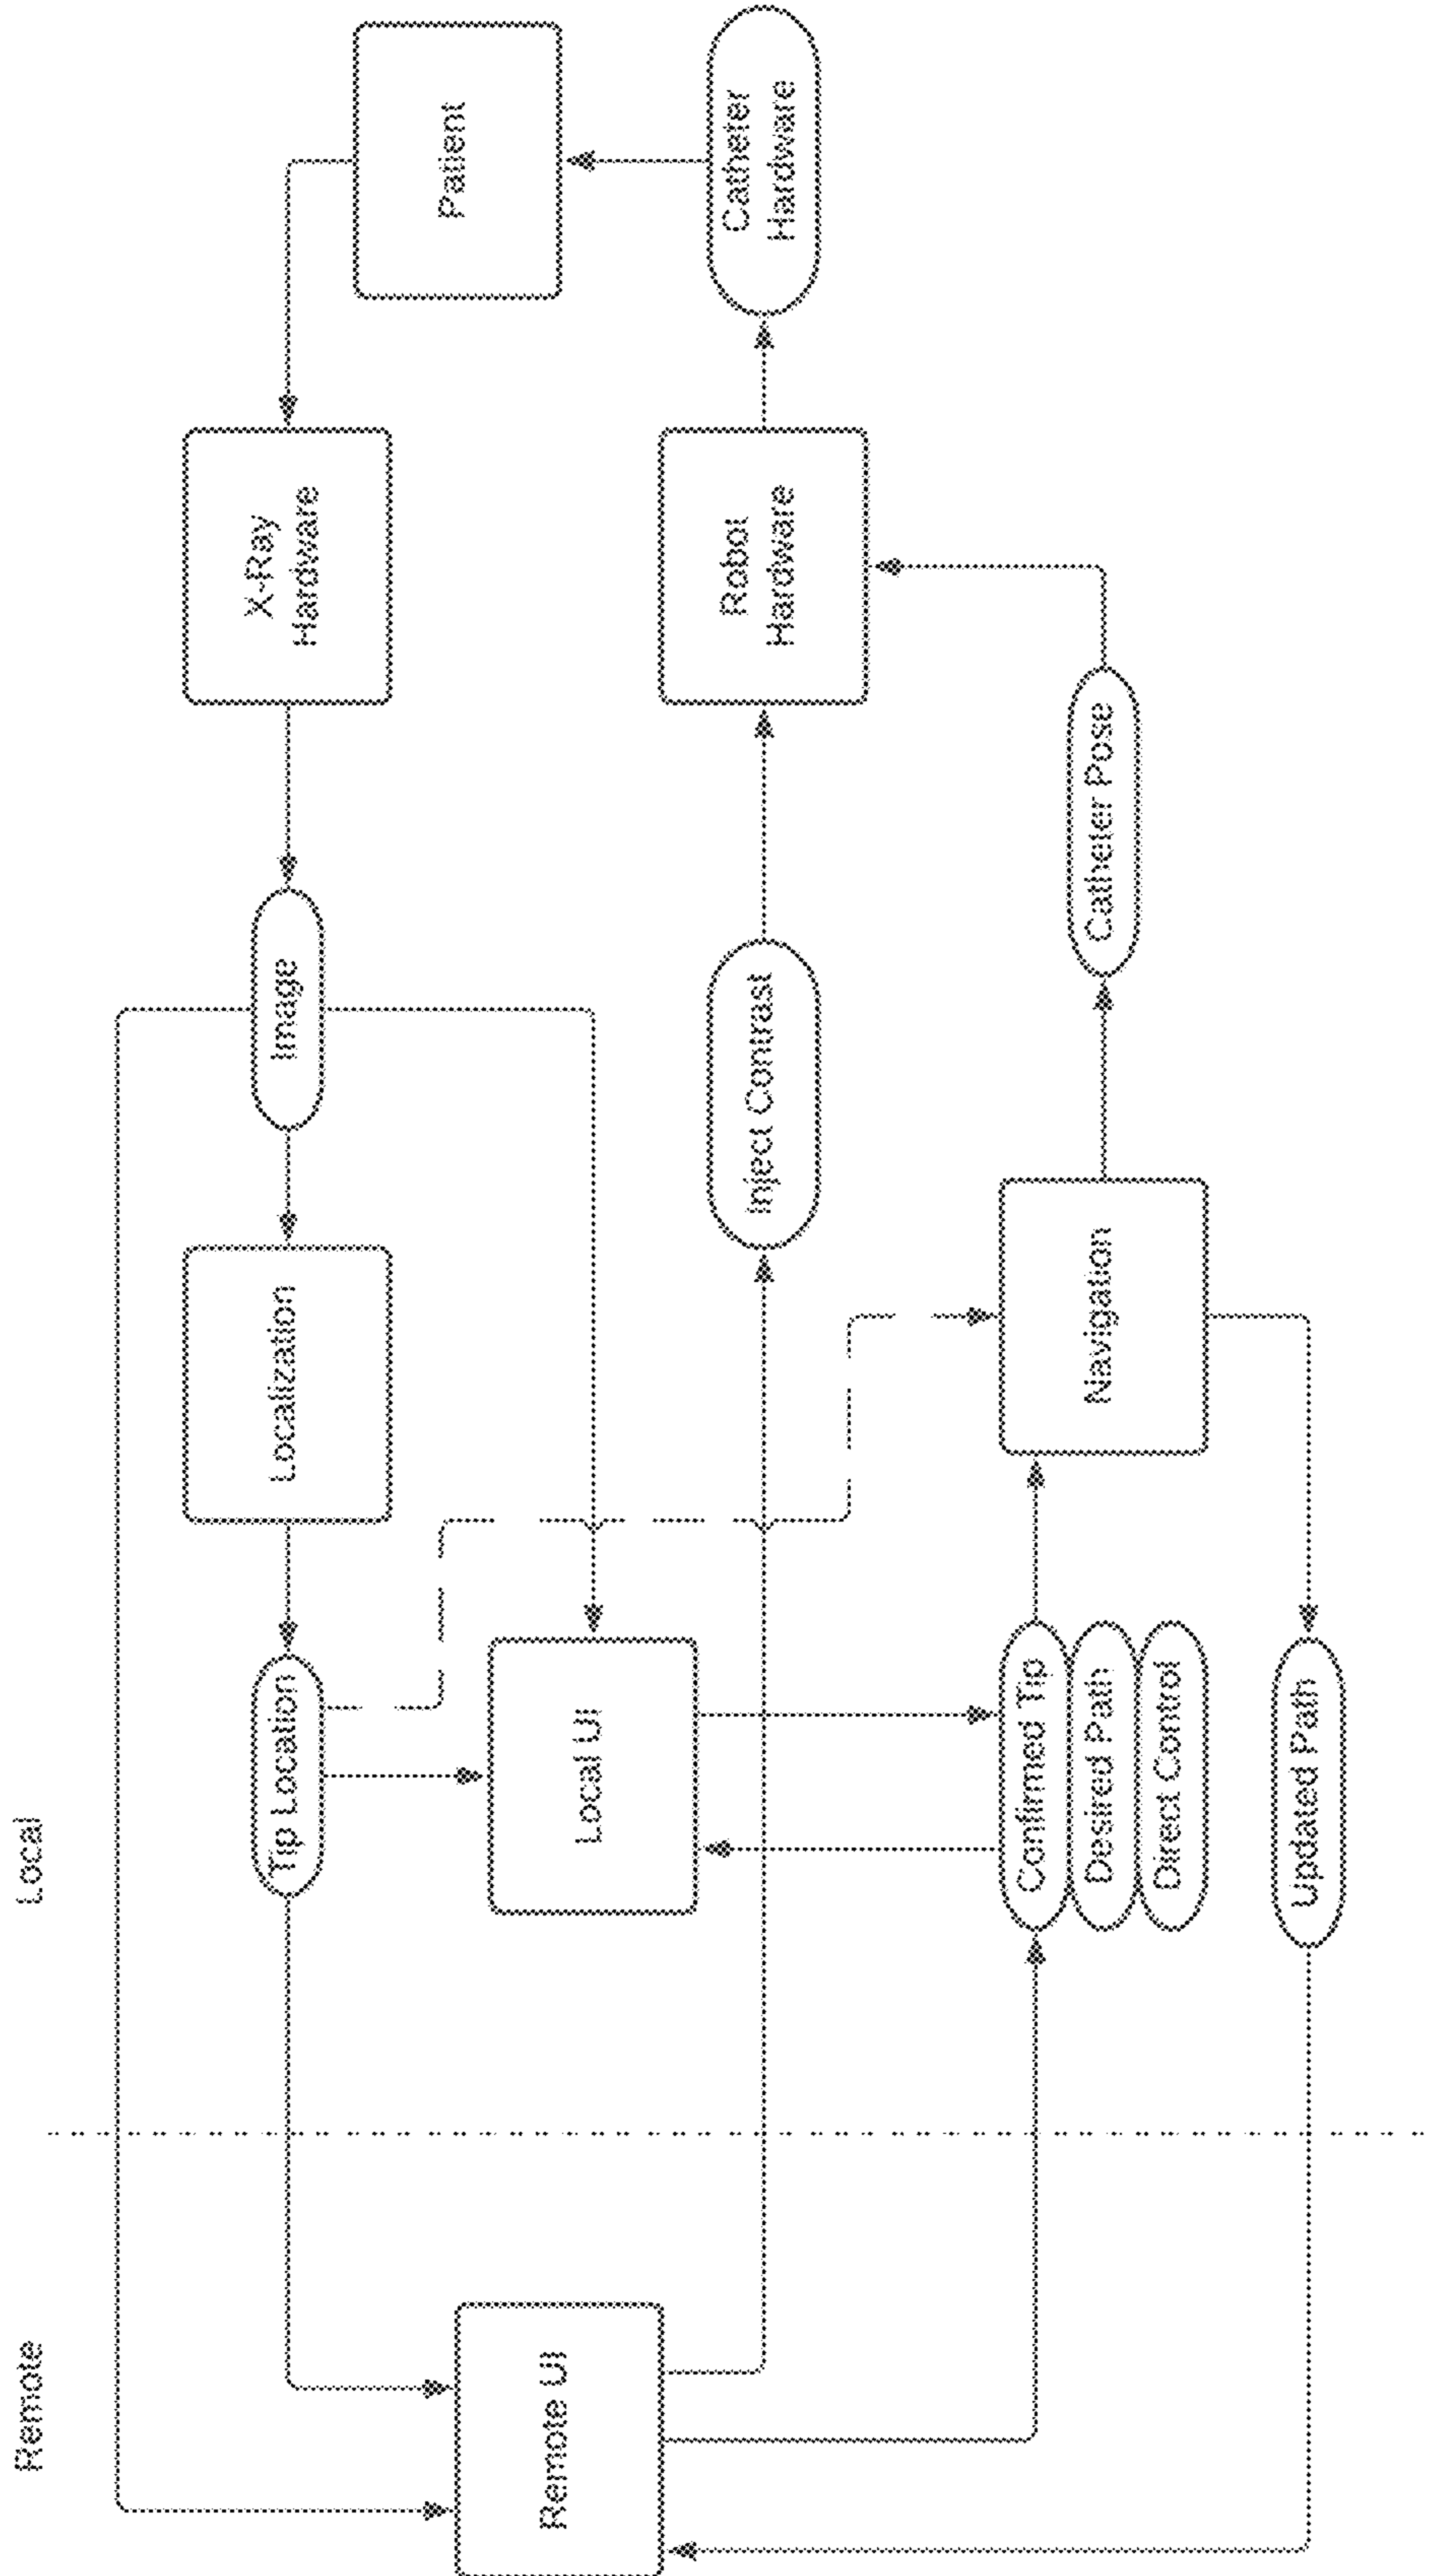 Remote
Local
Remote UI
Tip Location
Localization
Image
X-Ray
Hardware
Patient
Local UI
Inject Contrast
Robot
Hardware
Catheter
Hardware
Confirmed Tip
Desired Path
Direct Control
Navigation
Catheter Pose
Updated Path